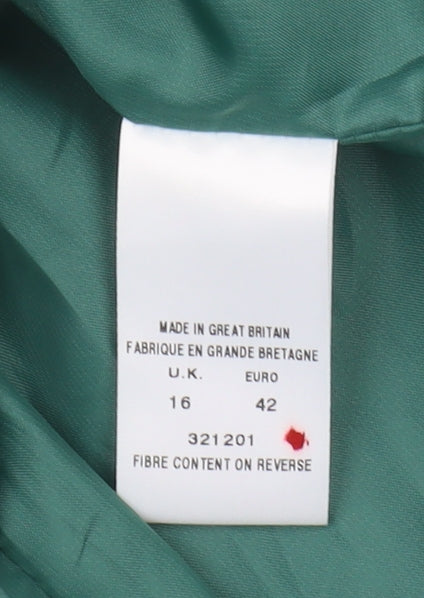 MADE IN GREAT BRITAIN
FABRIQUE EN GRANDE BRETAGNE
U.K. EURO
16 42
321201
FIBRE CONTENT ON REVERSE